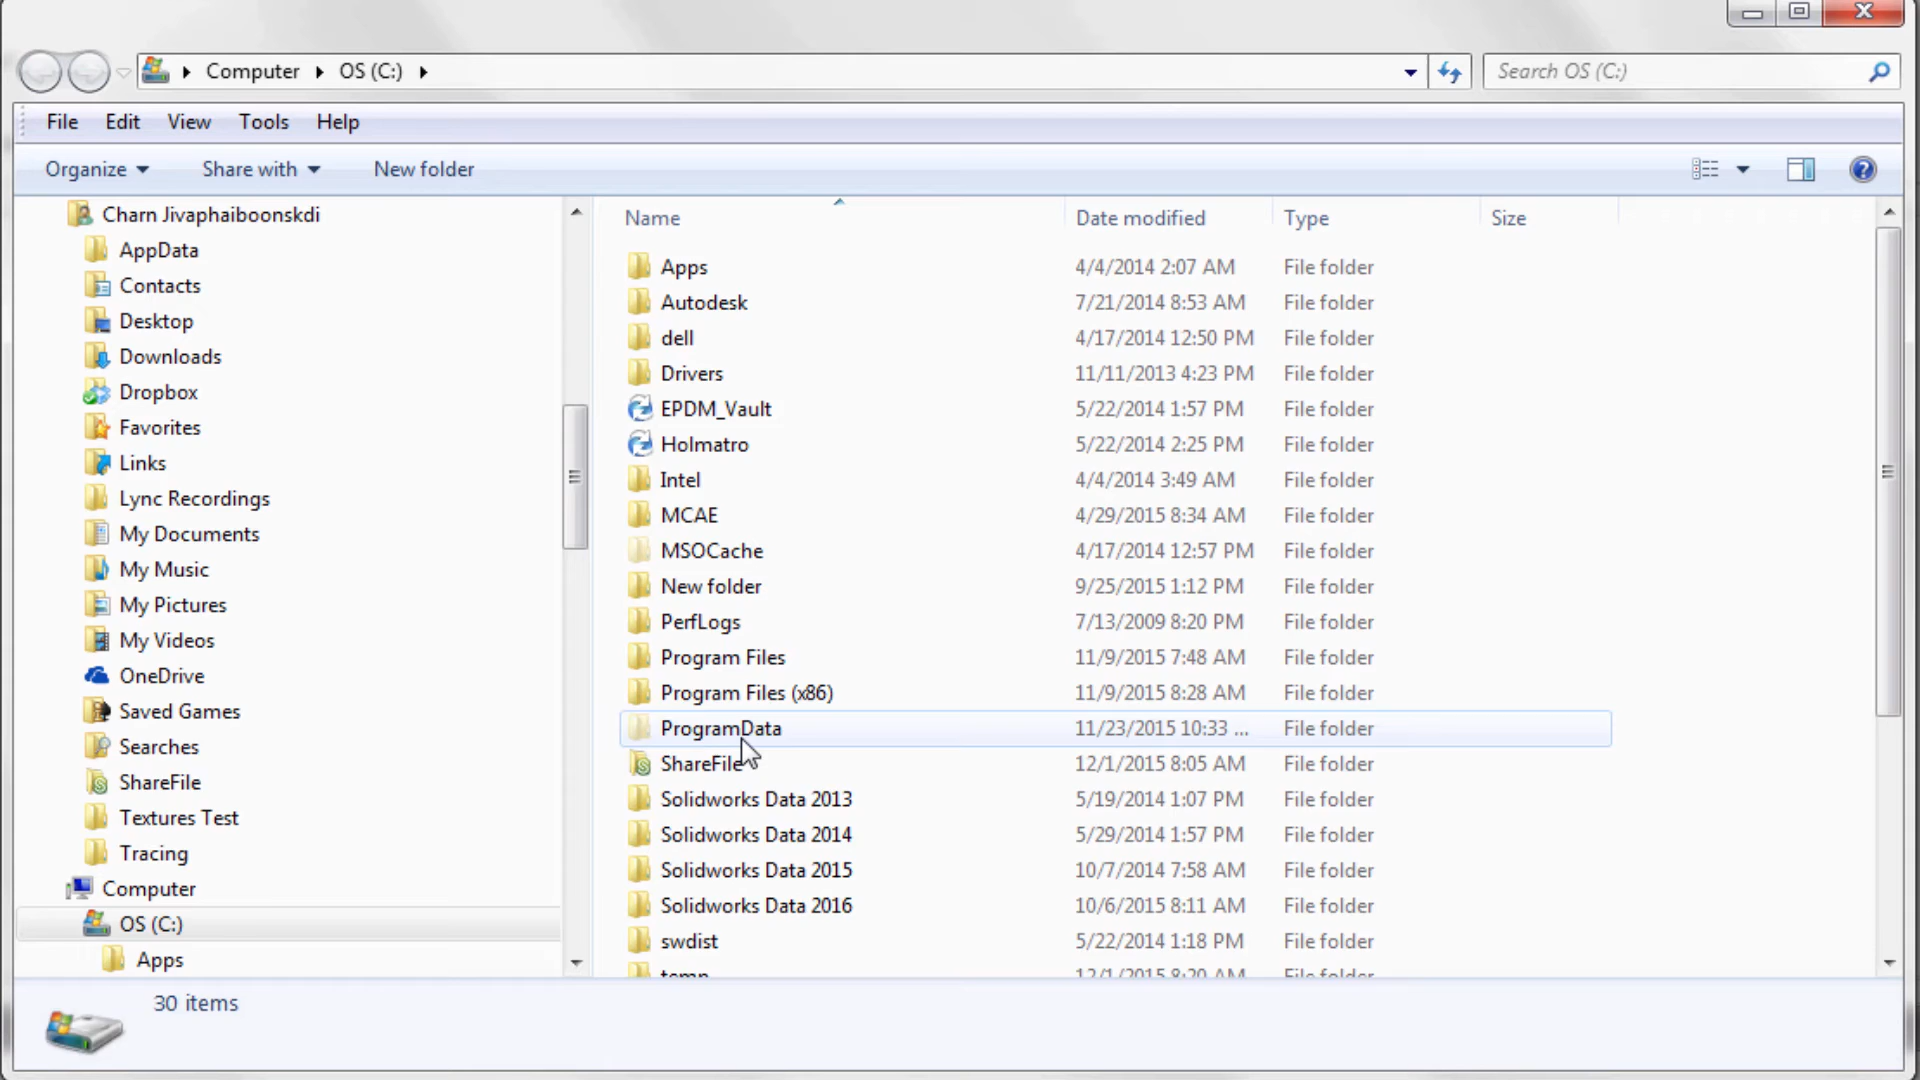 Computer OS (C:) Search OS (C:)
File Edit View Tools Help
Organize Share with New folder
Charn Jivaphaiboonskdi
AppData
Contacts
Desktop
Downloads
Dropbox
Favorites
Links
Lync Recordings
My Documents
My Music
My Pictures
My Videos
OneDrive
Saved Games
Searches
ShareFile
Textures Test
Tracing
Computer
OS (C:)
Apps
Name Date modified Type Size
Apps 4/4/2014 2:07 AM File folder
Autodesk 7/21/2014 8:53 AM File folder
dell 4/17/2014 12:50 PM File folder
Drivers 11/11/2013 4:23 PM File folder
EPDM_Vault 5/22/2014 1:57 PM File folder
Holmatro 5/22/2014 2:25 PM File folder
Intel 4/4/2014 3:49 AM File folder
MCAE 4/29/2015 8:34 AM File folder
MSOCache 4/17/2014 12:57 PM File folder
New folder 9/25/2015 1:12 PM File folder
PerfLogs 7/13/2009 8:20 PM File folder
Program Files 11/9/2015 7:48 AM File folder
Program Files (x86) 11/9/2015 8:28 AM File folder
ProgramData 11/23/2015 10:33 ... File folder
ShareFile 12/1/2015 8:05 AM File folder
Solidworks Data 2013 5/19/2014 1:07 PM File folder
Solidworks Data 2014 5/29/2014 1:57 PM File folder
Solidworks Data 2015 10/7/2014 7:58 AM File folder
Solidworks Data 2016 10/6/2015 8:11 AM File folder
swdist 5/22/2014 1:18 PM File folder
temp 12/1/2015 8:20 AM File folder
30 items